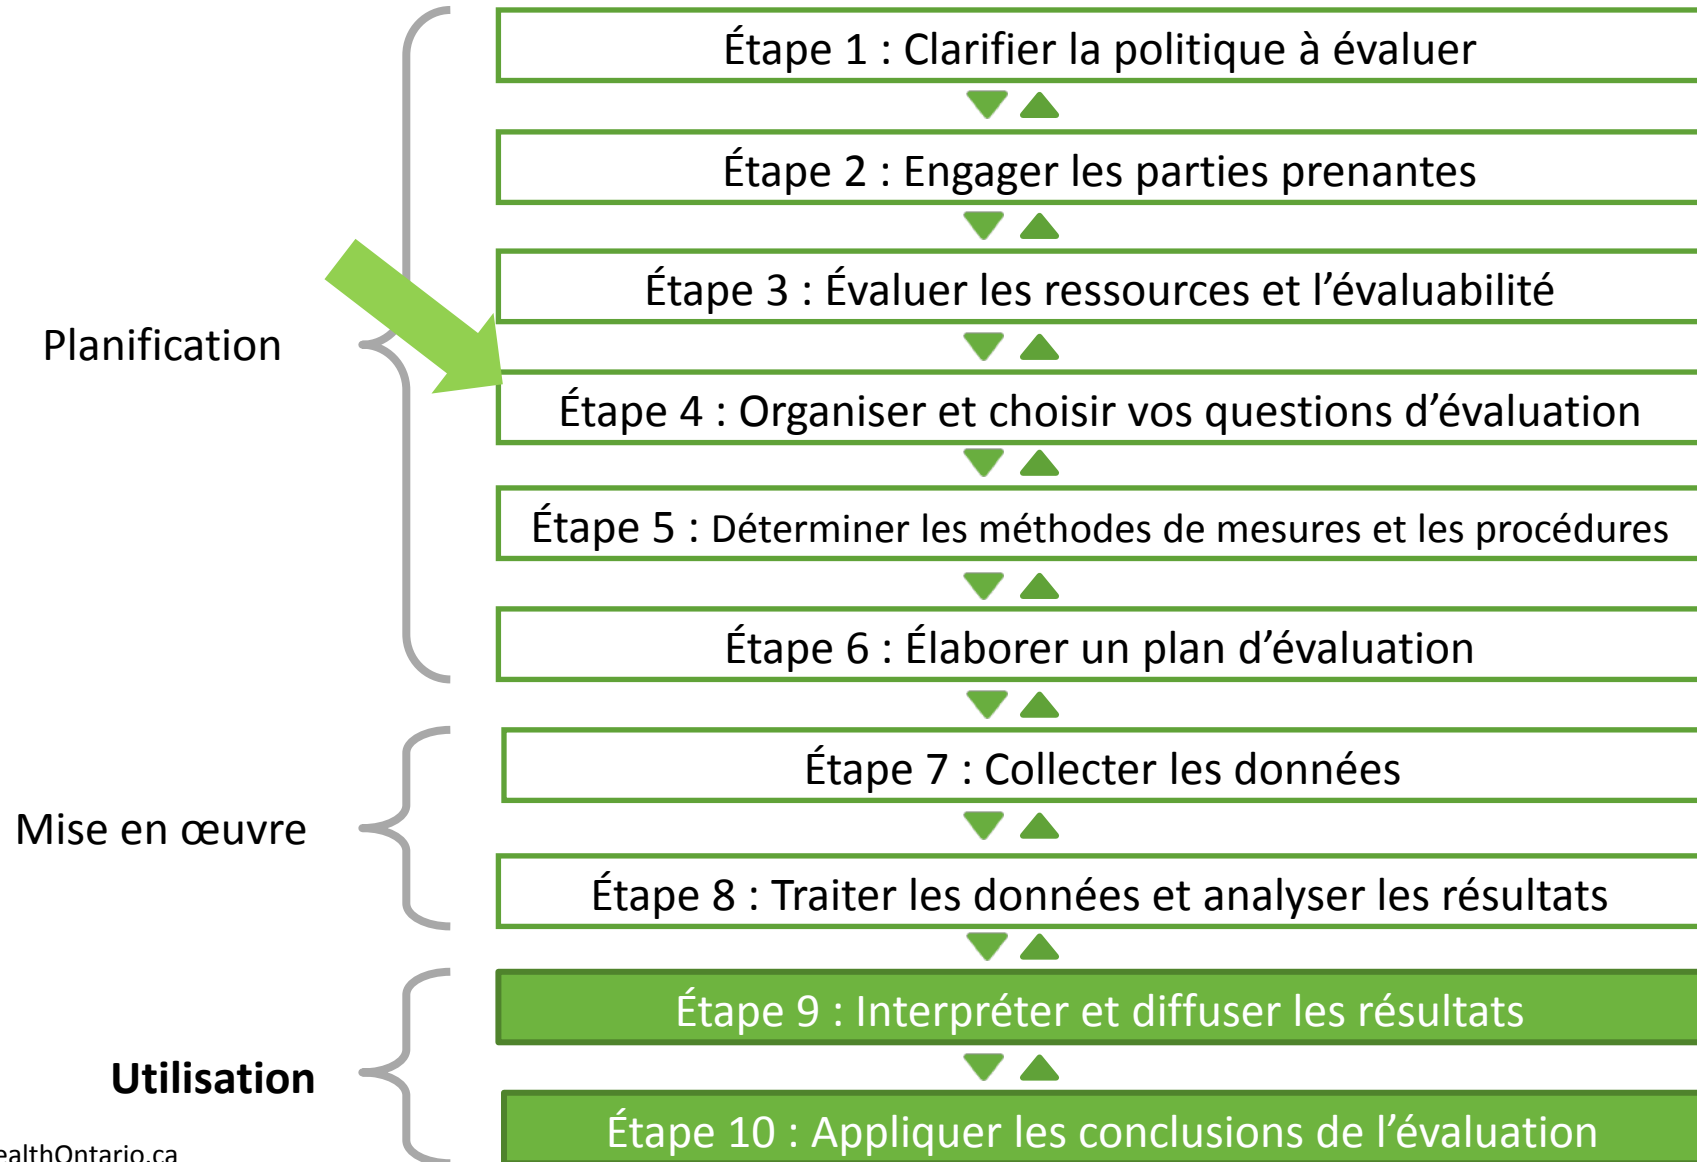 Étape 1 : Clarifier la politique à évaluer
Étape 2 : Engager les parties prenantes
Étape 3 : Évaluer les ressources et l’évaluabilité
Planification
Étape 4 : Organiser et choisir vos questions d’évaluation
Étape 5 : Déterminer les méthodes de mesures et les procédures
Étape 6 : Élaborer un plan d’évaluation
Étape 7 : Collecter les données
Mise en œuvre
Étape 8 : Traiter les données et analyser les résultats
Étape 9 : Interpréter et diffuser les résultats
Utilisation
Étape 10 : Appliquer les conclusions de l’évaluation
ealthOntario.ca